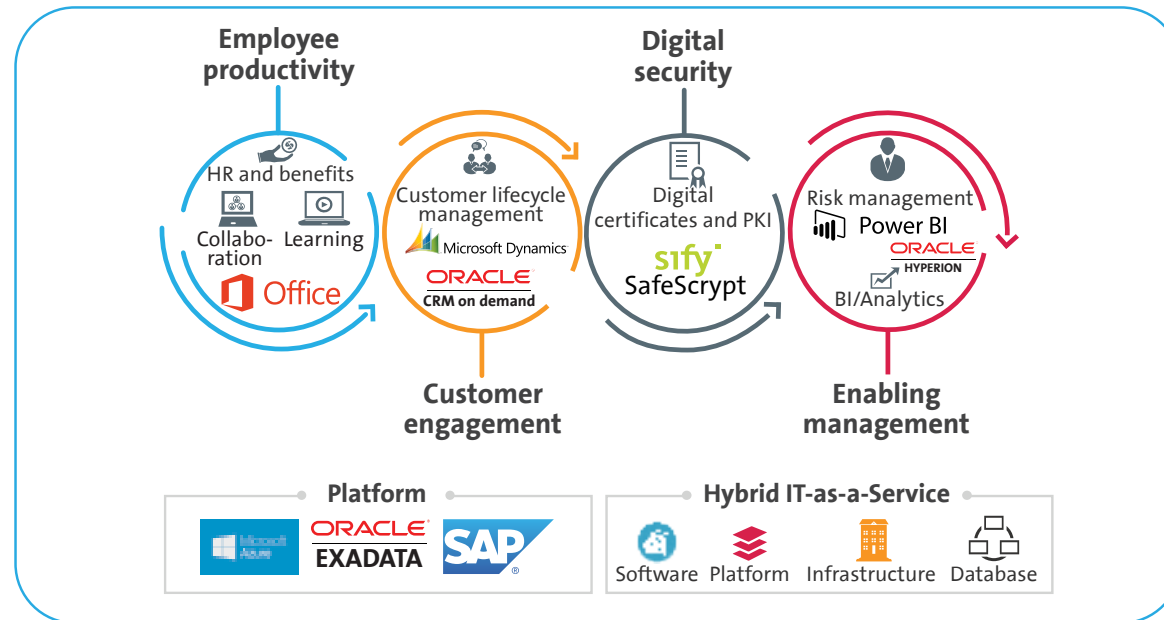 Employee
productivity
HR and benefits
Collabo-
ration
Learning
Office
Customer lifecycle
management
Microsoft Dynamics
ORACLE
CRM on demand
Customer
engagement
Digital
security
Digital
certificates and PKI
sify
SafeScrypt
Risk management
Power BI
ORACLE
HYPERION
BI/Analytics
Enabling
management
Platform
Microsoft
Azure
ORACLE
EXADATA
SAP
®
Hybrid IT-as-a-Service
Software
Platform
Infrastructure
Database